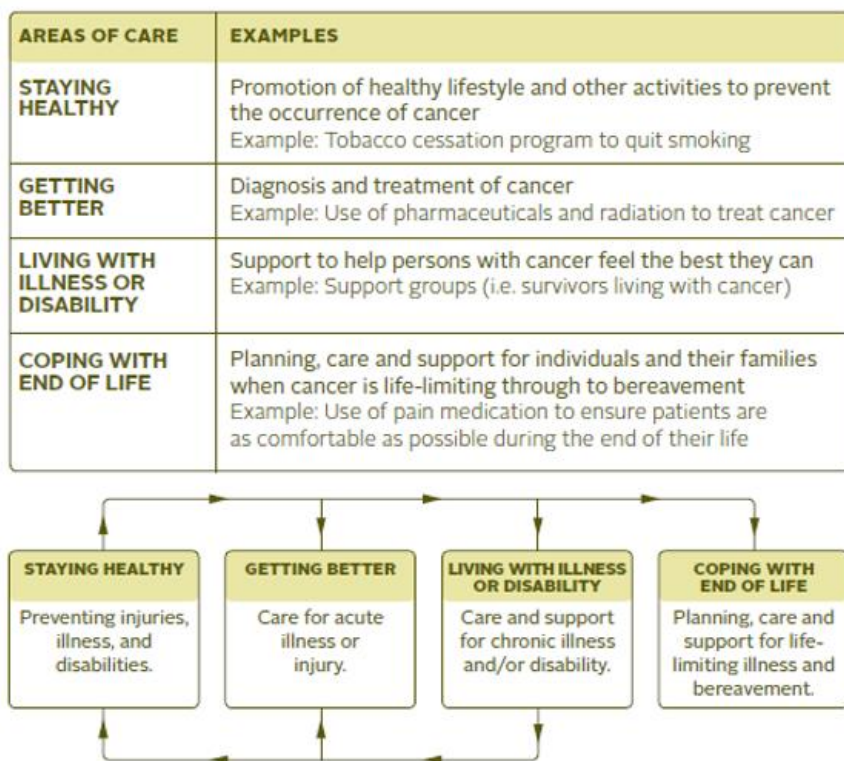 AREAS OF CARE
EXAMPLES
STAYING
HEALTHY
Promotion of healthy lifestyle and other activities to prevent
the occurrence of cancer
Example: Tobacco cessation program to quit smoking
GETTING
BETTER
Diagnosis and treatment of cancer
Example: Use of pharmaceuticals and radiation to treat cancer
LIVING WITH
ILLNESS OR
DISABILITY
Support to help persons with cancer feel the best they can
Example: Support groups (i.e. survivors living with cancer)
COPING WITH
END OF LIFE
Planning, care and support for individuals and their families
when cancer is life-limiting through to bereavement
Example: Use of pain medication to ensure patients are
as comfortable as possible during the end of their life
STAYING HEALTHY
Preventing injuries,
illness, and
disabilities.
GETTING BETTER
Care for acute
illness or
injury.
LIVING WITH ILLNESS
OR DISABILITY
Care and support
for chronic illness
and/or disability.
COPING WITH
END OF LIFE
Planning, care and
support for life-
limiting illness and
bereavement.